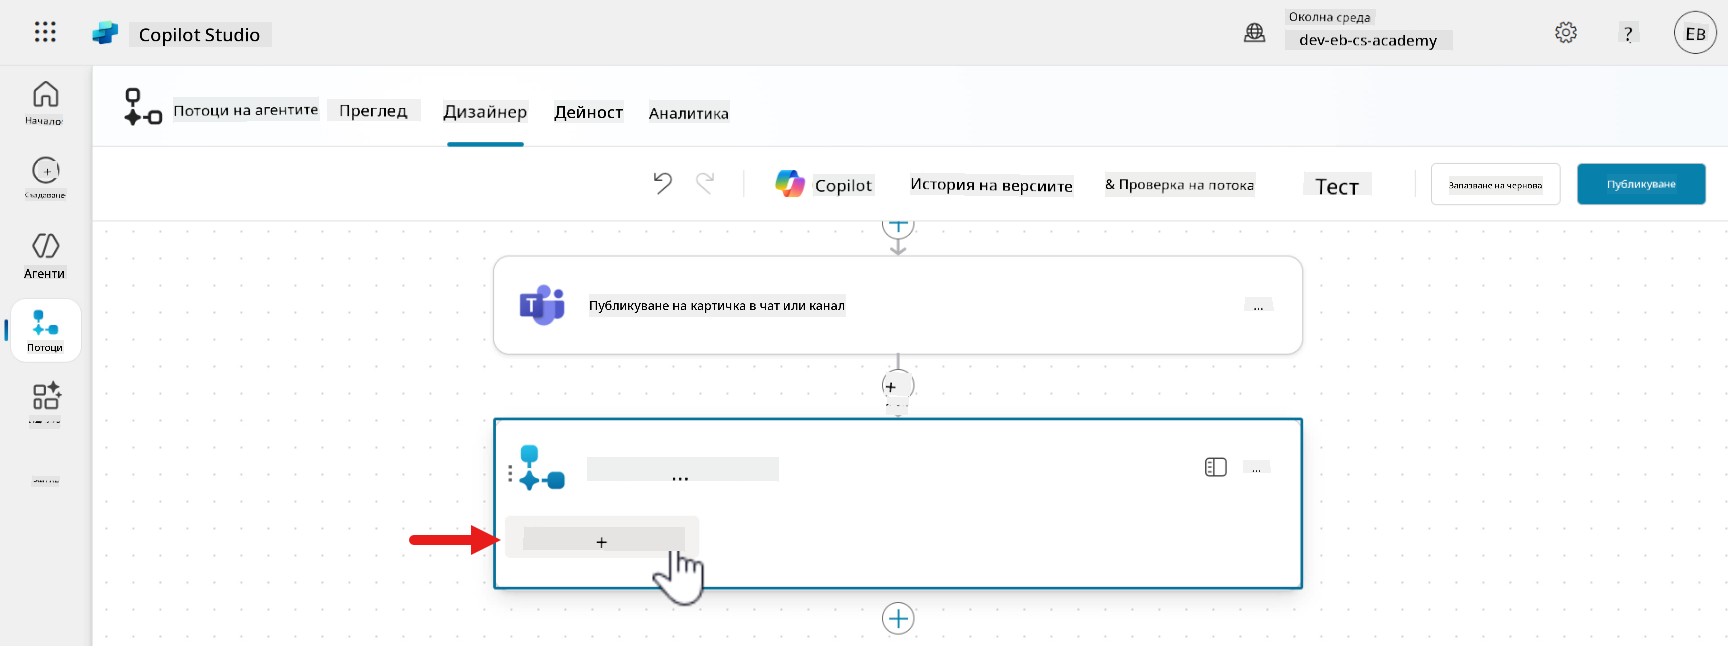 Copilot Studio
Околна среда
dev-eb-cs-academy
?
EB
Начало
Създаване
Агенти
Потоци
Потоци на агентите
Преглед
Дизайнер
Дейност
Аналитика
Copilot
История на версиите
& Проверка на потока
Тест
Запазване на чернова
Публикуване
Публикуване на картичка в чат или канал
...
+
...
...
+